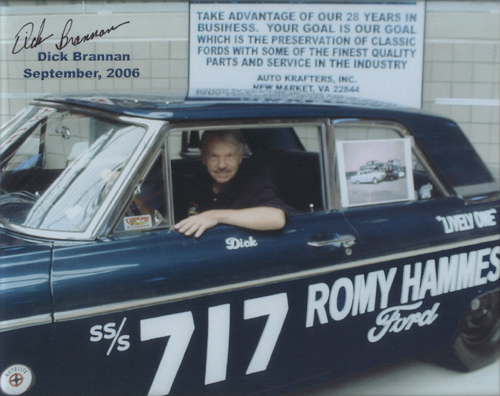 Dick Brannan
Dick Brannan
September, 2006
TAKE ADVANTAGE OF OUR 28 YEARS IN
BUSINESS. YOUR GOAL IS OUR GOAL
WHICH IS THE PRESERVATION OF CLASSIC
FORDS WITH SOME OF THE FINEST QUALITY
PARTS AND SERVICE IN THE INDUSTRY
AUTO KRAFTERS, INC.
NEW MARKET, VA 22844
Dick
"LIVELY ONE"
SS/S
717
ROMY HAMMES
Ford